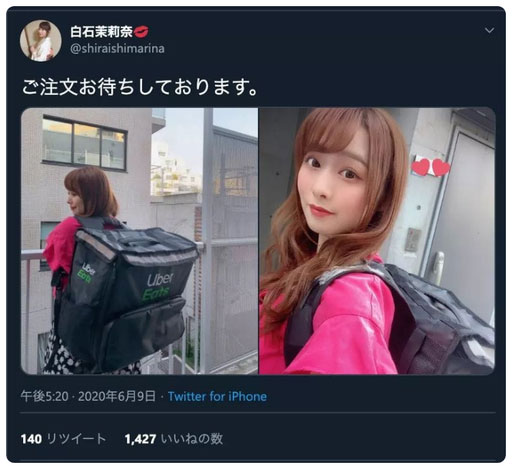 白石茉莉奈💋
@shiraishimarina
ご注文お待ちしております。
Uber
Eats
Uber
Eats
午後5:20 · 2020年6月9日 · Twitter for iPhone
140 リツイート 1,427 いいねの数